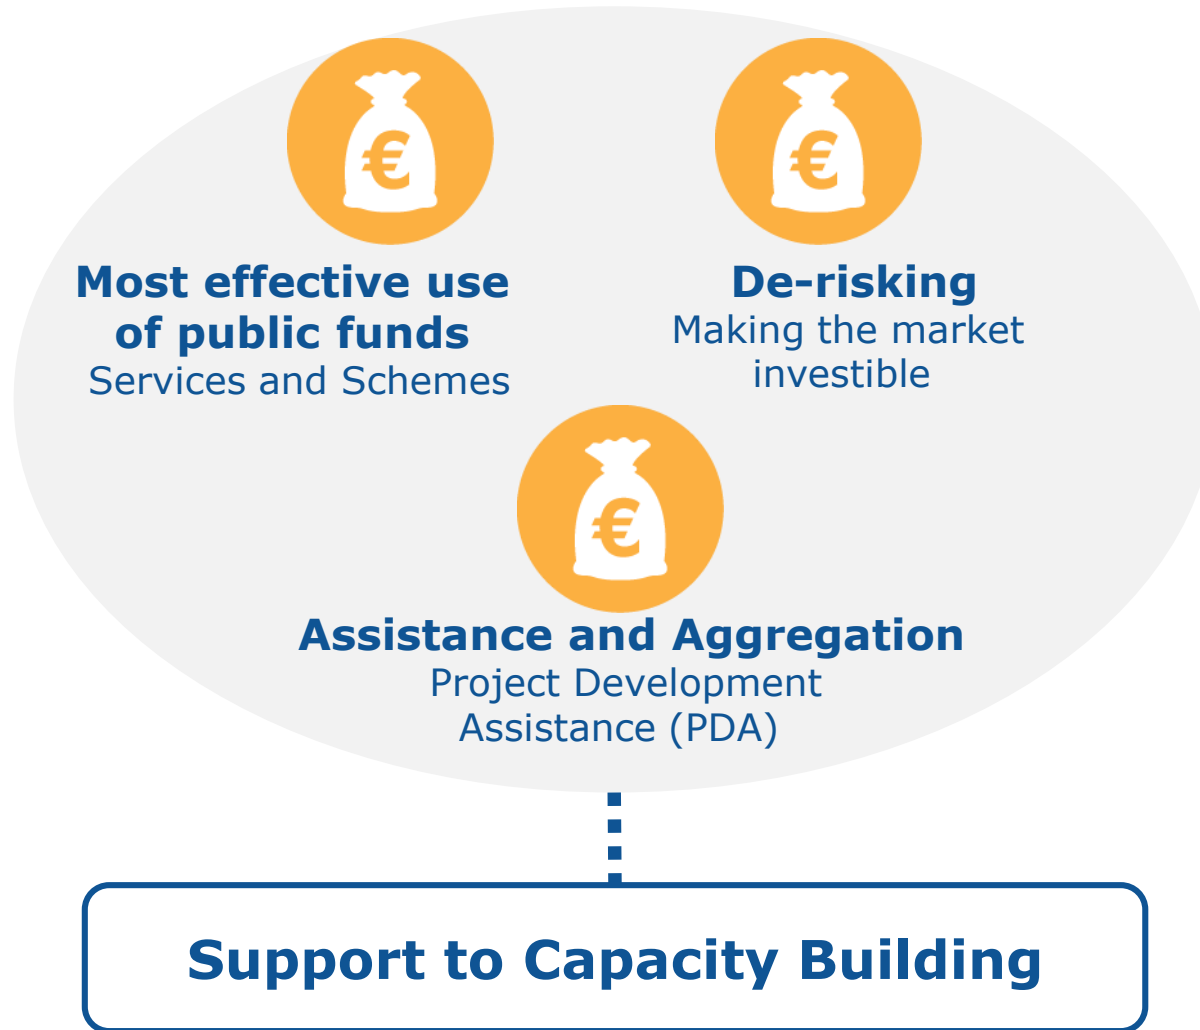 €
€
Most effective use
of public funds
Services and Schemes
De-risking
Making the market
investible
€
Assistance and Aggregation
Project Development
Assistance (PDA)
Support to Capacity Building